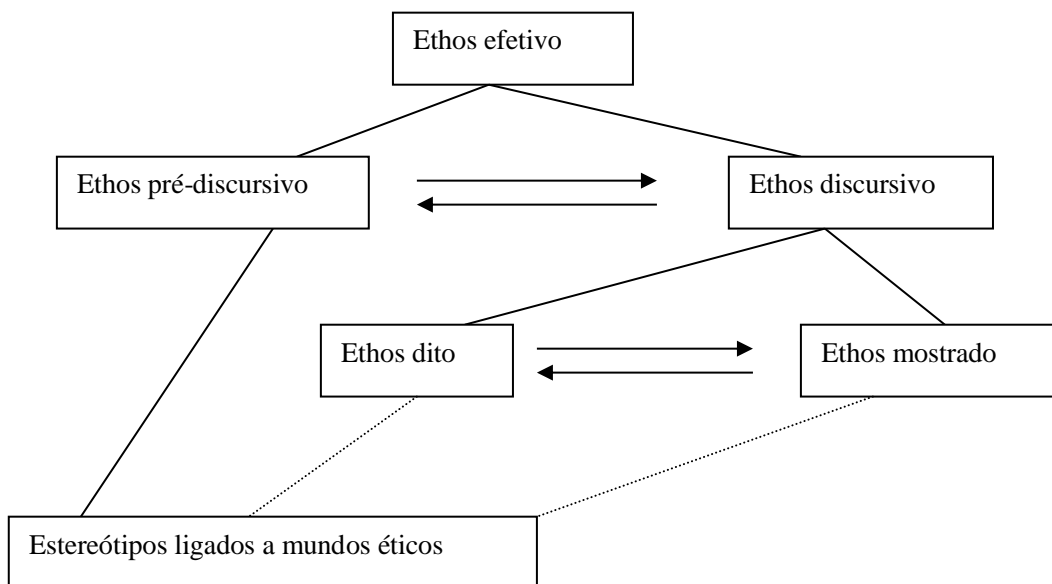 Ethos efetivo
Ethos pré-discursivo
Ethos discursivo
Ethos dito
Ethos mostrado
Estereótipos ligados a mundos éticos